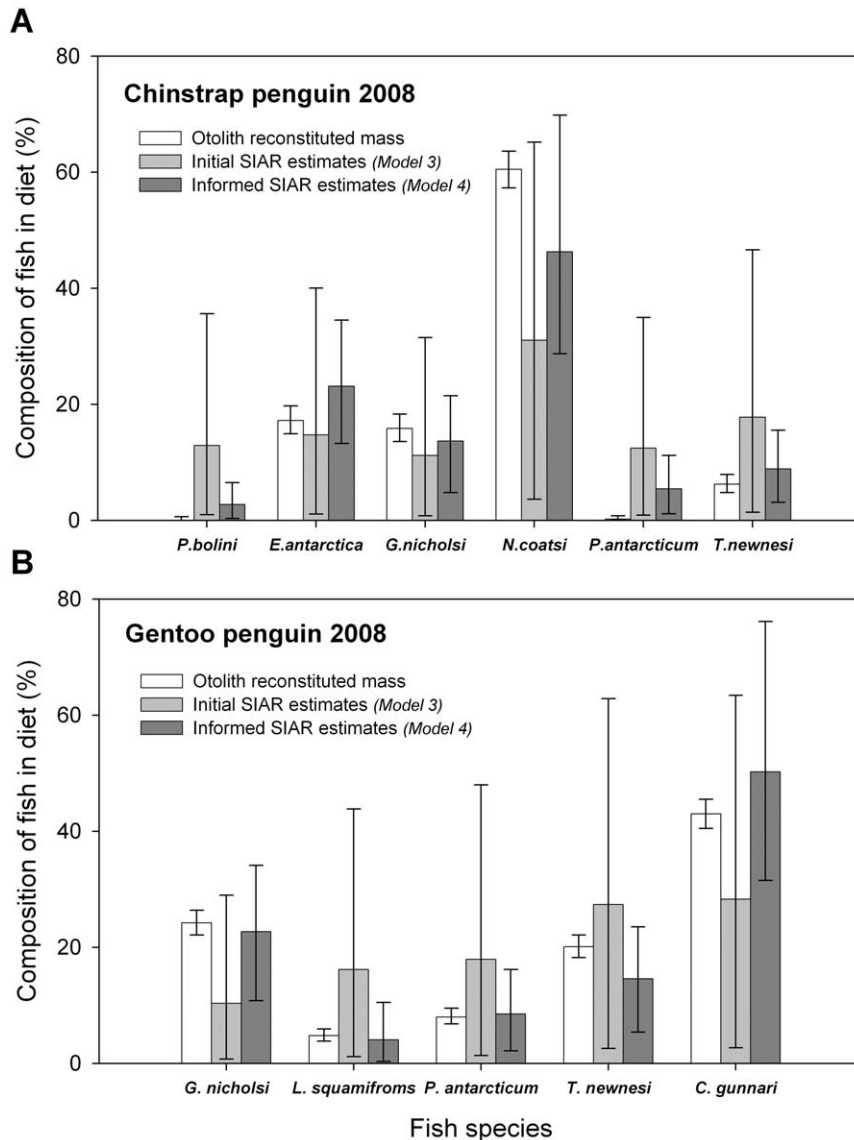 A
Composition of fish in diet (%)
80
60
40
20
0
Chinstrap penguin 2008
Otolith reconstituted mass
Initial SIAR estimates (Model 3)
Informed SIAR estimates (Model 4)
P.bolini E.antarctica G.nicholsi N.coatsi P.antarcticum T.newnesi
B
Composition of fish in diet (%)
80
60
40
20
0
Gentoo penguin 2008
Otolith reconstituted mass
Initial SIAR estimates (Model 3)
Informed SIAR estimates (Model 4)
G. nicholsi L. squamifroms P. antarcticum T. newnesi C. gunnari
Fish species